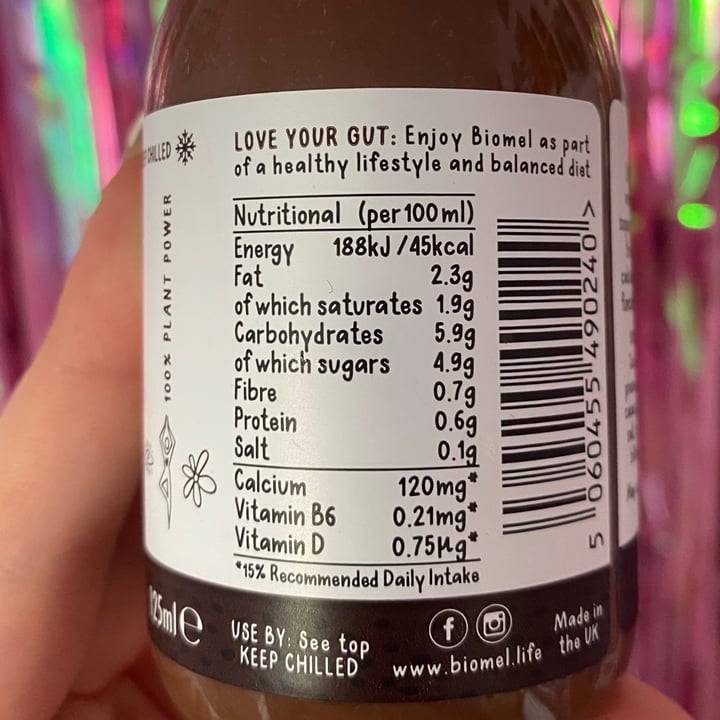 CHILLED
100% PLANT POWER
LOVE YOUR GUT: Enjoy Biomel as part
of a healthy lifestyle and balanced diet
Nutritional (per 100ml)
Energy 188kJ / 45kcal
Fat 2.3g
of which saturates 1.9g
Carbohydrates 5.9g
of which sugars 4.9g
Fibre 0.7g
Protein 0.6g
Salt 0.1g
Calcium 120mg*
Vitamin B6 0.21mg*
Vitamin D 0.75µg*
*15% Recommended Daily Intake
5 060455 490240 >
125ml e
USE BY: See top
KEEP CHILLED
f
www.biomel.life
Made in
the UK